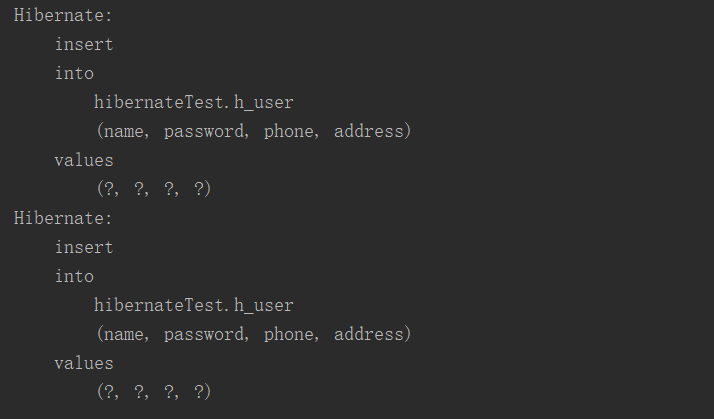 Hibernate:
insert
into
hibernateTest.h_user
(name, password, phone, address)
values
(?, ?, ?, ?)
Hibernate:
insert
into
hibernateTest.h_user
(name, password, phone, address)
values
(?, ?, ?, ?)